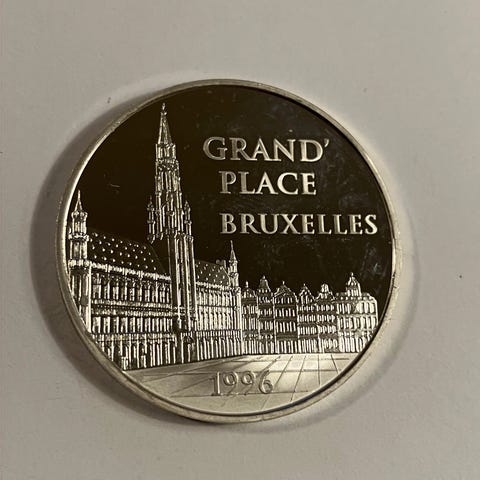 GRAND'
PLACE
BRUXELLES
1996